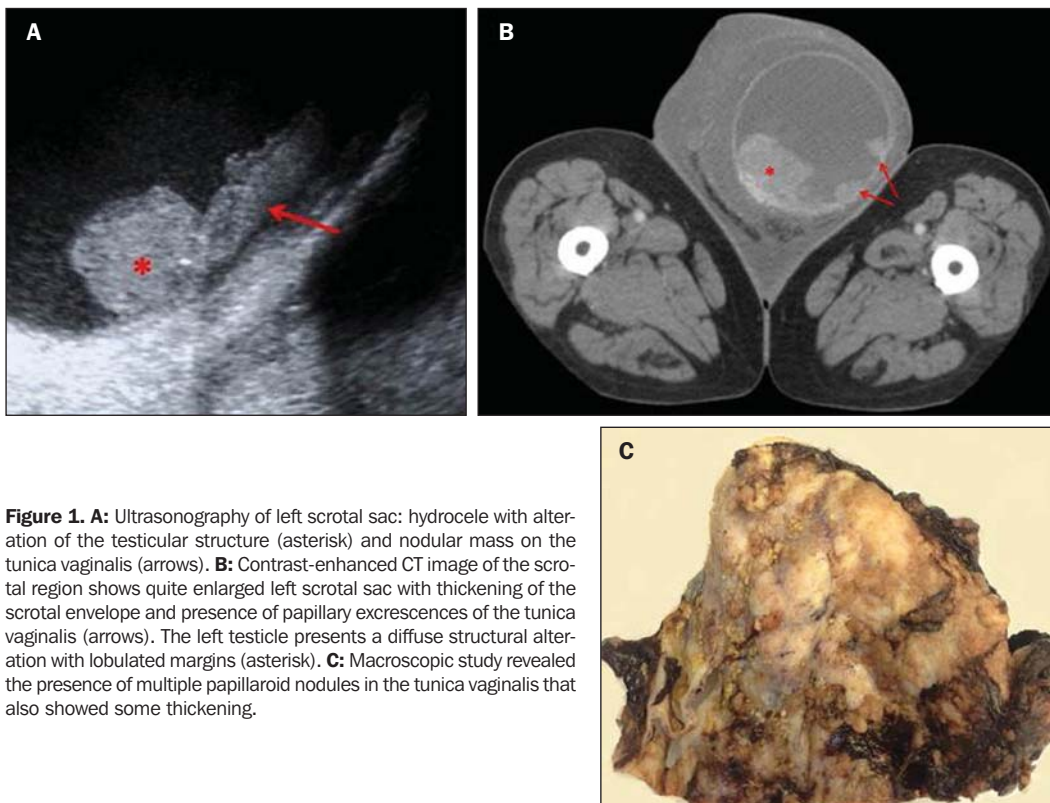 A
B
C
Figure 1. A: Ultrasonography of left scrotal sac: hydrocele with alter-
ation of the testicular structure (asterisk) and nodular mass on the
tunica vaginalis (arrows). B: Contrast-enhanced CT image of the scro-
tal region shows quite enlarged left scrotal sac with thickening of the
scrotal envelope and presence of papillary excrescences of the tunica
vaginalis (arrows). The left testicle presents a diffuse structural alter-
ation with lobulated margins (asterisk). C: Macroscopic study revealed
the presence of multiple papillaroid nodules in the tunica vaginalis that
also showed some thickening.